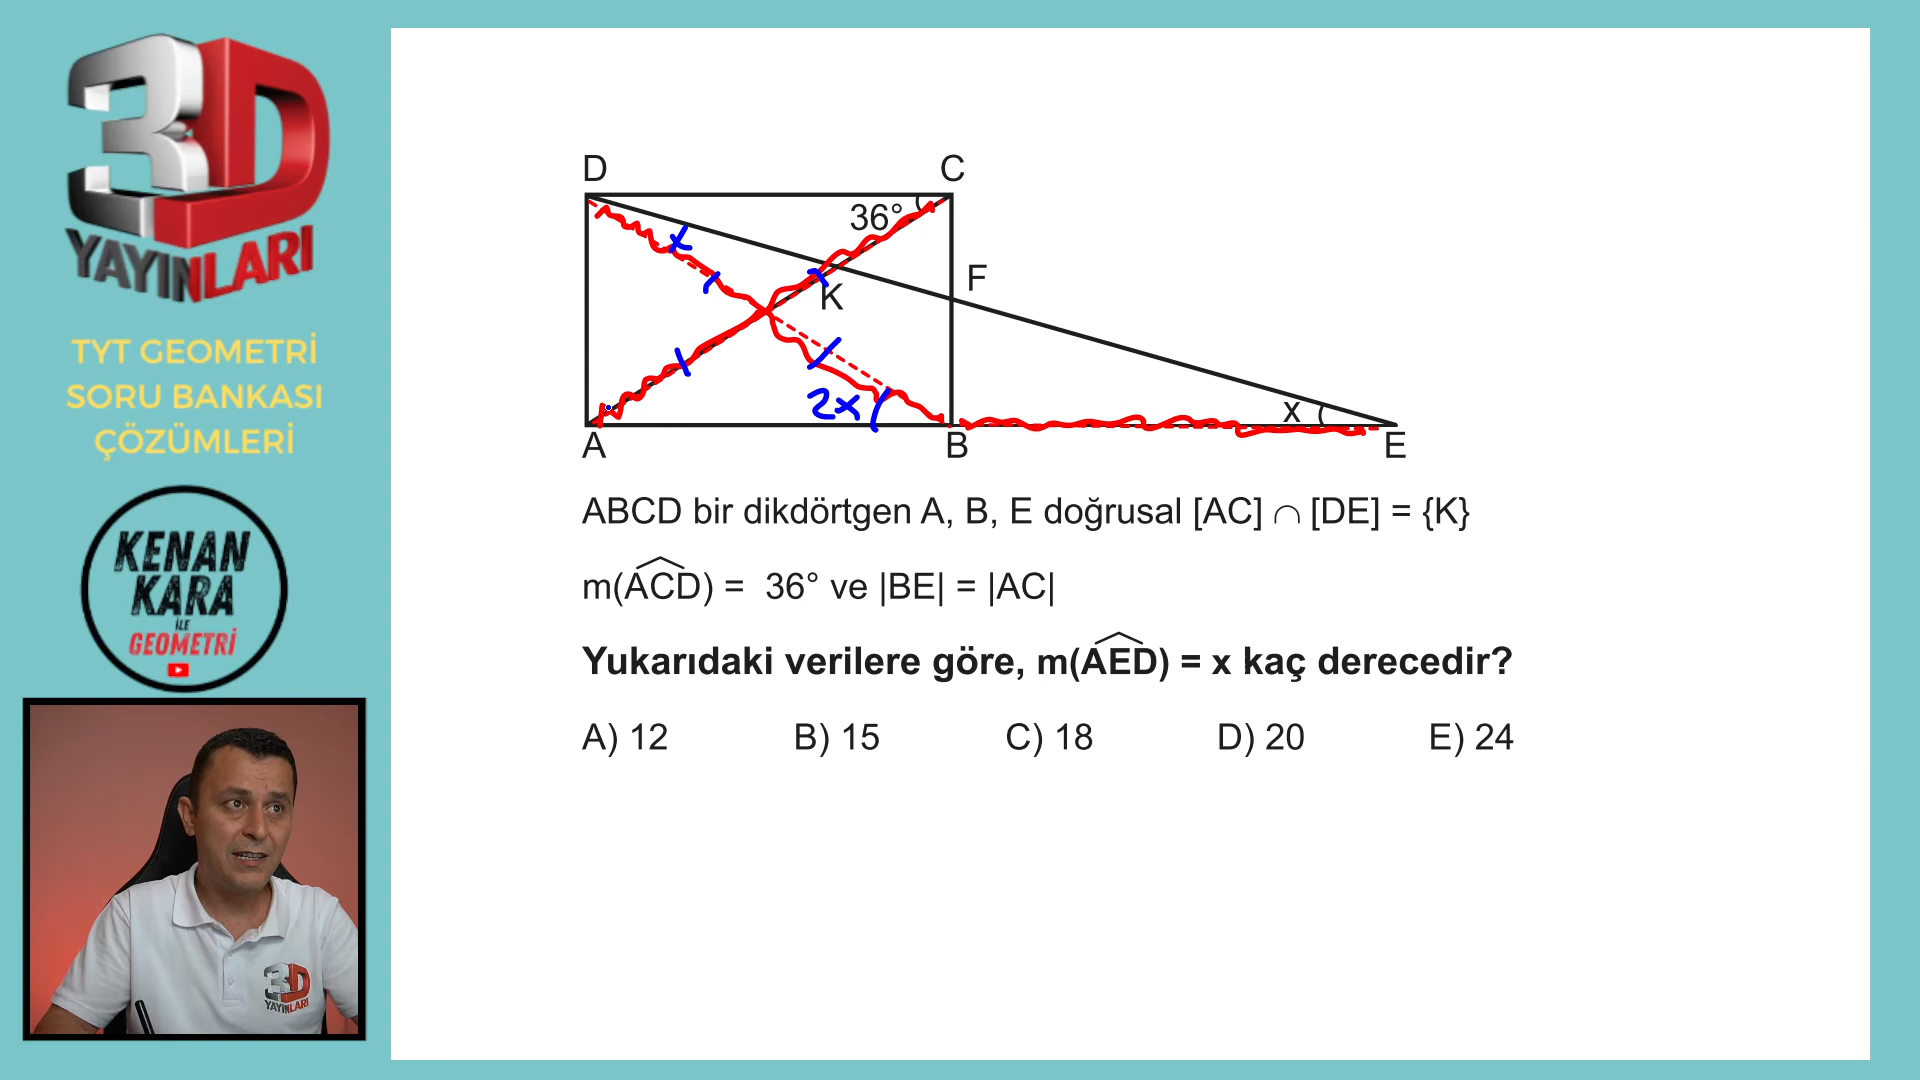 3D
YAYINLARI
TYT GEOMETRİ
SORU BANKASI
ÇÖZÜMLERİ
KENAN
KARA
İLE
GEOMETRİ
3D
YAYINLARI
D
C
36°
x
F
K
2x
x
A
B
E
ABCD bir dikdörtgen A, B, E doğrusal [AC] ∩ [DE] = {K}
m(ACD) = 36° ve |BE| = |AC|
Yukarıdaki verilere göre, m(AED) = x kaç derecedir?
A) 12 B) 15 C) 18 D) 20 E) 24